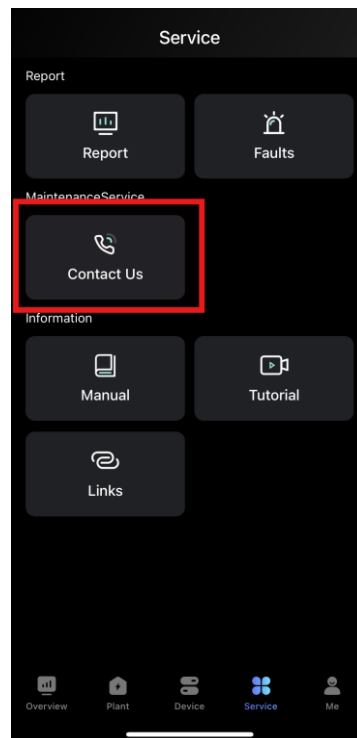 Service
Report
Report
Faults
MaintenanceService
Contact Us
Information
Manual
Tutorial
Links
Overview
Plant
Device
Service
Me